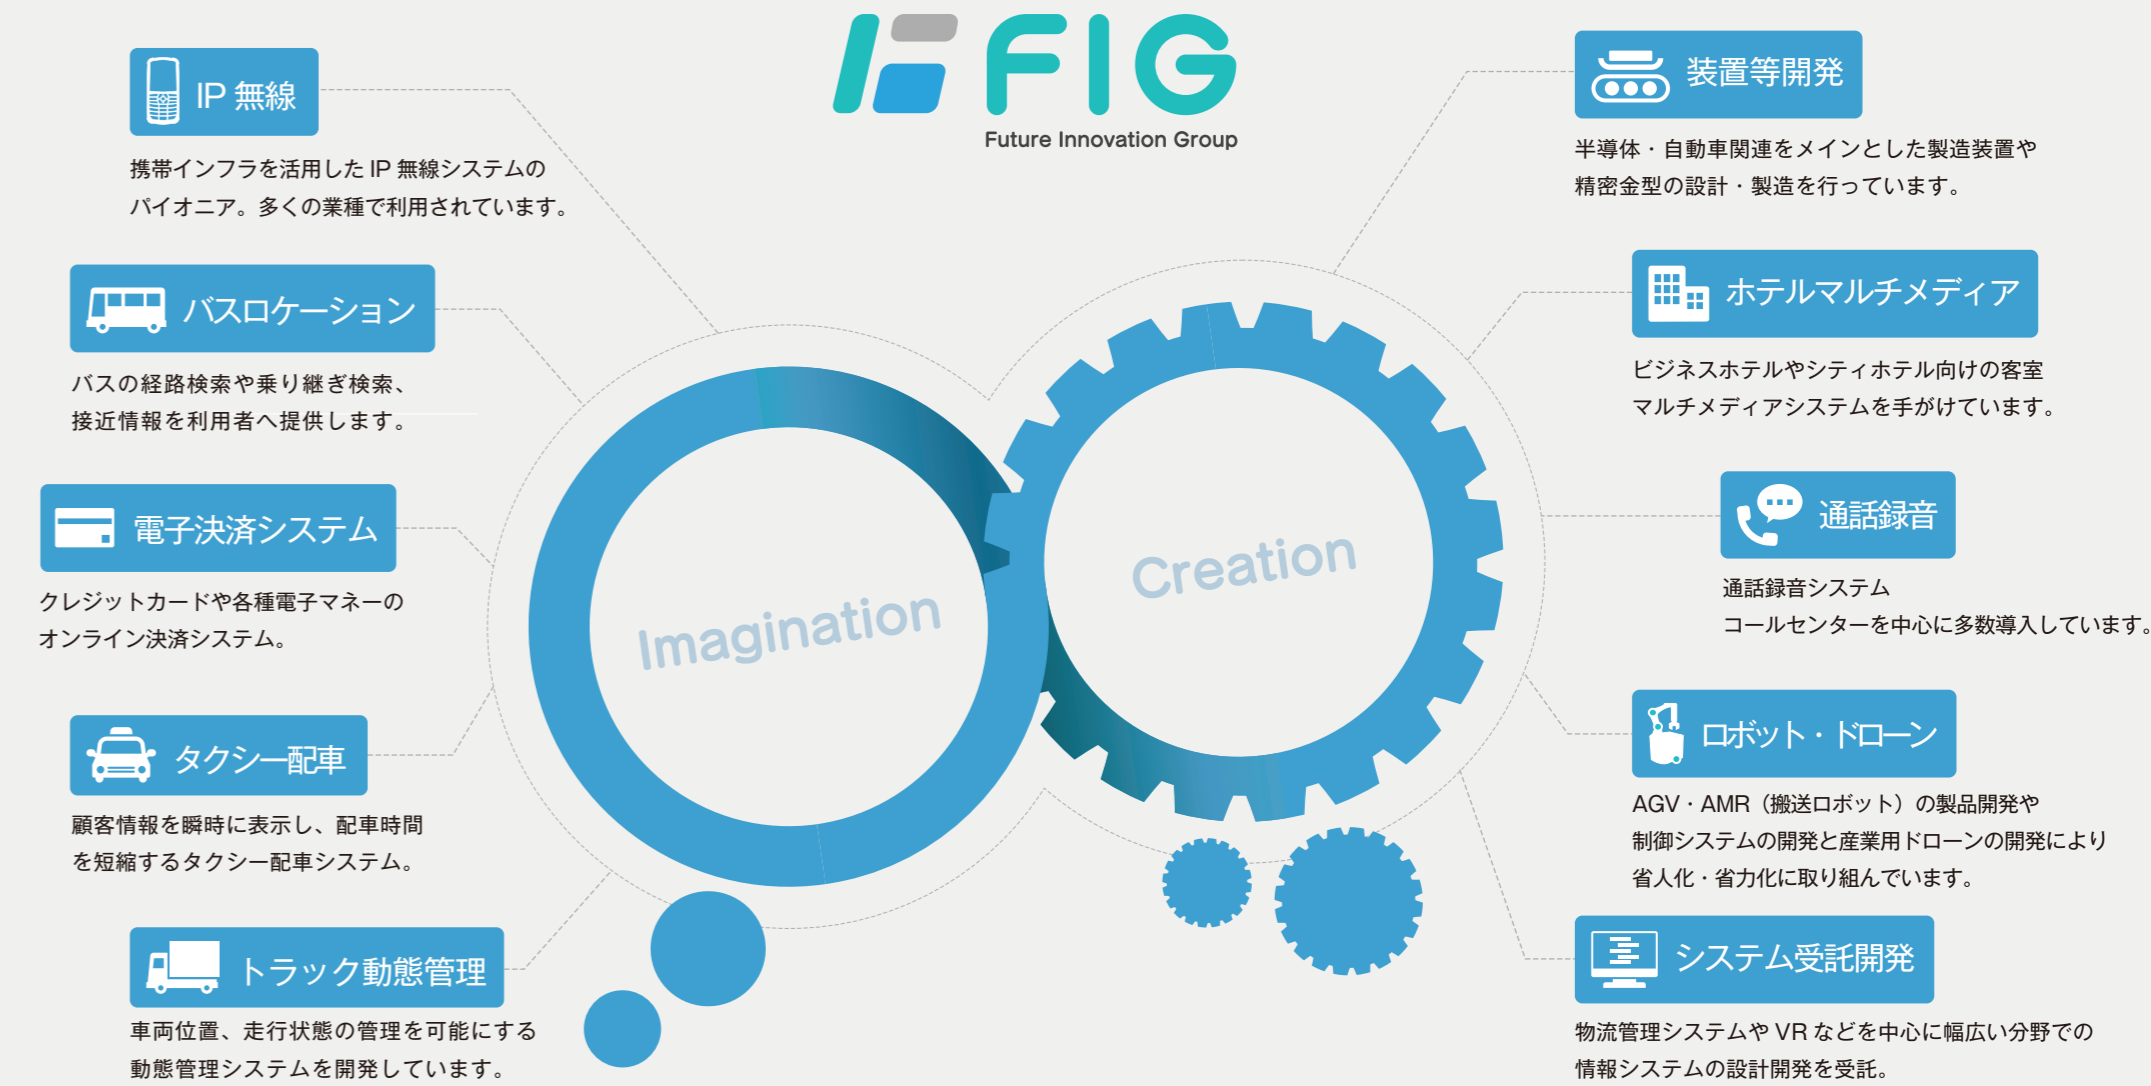 FIG
Future Innovation Group
IP 無線
携帯インフラを活用した IP 無線システムの
パイオニア。多くの業種で利用されています。
バスロケーション
バスの経路検索や乗り継ぎ検索、
接近情報を利用者へ提供します。
電子決済システム
クレジットカードや各種電子マネーの
オンライン決済システム。
タクシー配車
顧客情報を瞬時に表示し、配車時間
を短縮するタクシー配車システム。
トラック動態管理
車両位置、走行状態の管理を可能にする
動態管理システムを開発しています。
Imagination
Creation
装置等開発
半導体・自動車関連をメインとした製造装置や
精密金型の設計・製造を行っています。
ホテルマルチメディア
ビジネスホテルやシティホテル向けの客室
マルチメディアシステムを手がけています。
通話録音
通話録音システム
コールセンターを中心に多数導入しています。
ロボット・ドローン
AGV・AMR（搬送ロボット）の製品開発や
制御システムの開発と産業用ドローンの開発により
省人化・省力化に取り組んでいます。
システム受託開発
物流管理システムや VR などを中心に幅広い分野での
情報システムの設計開発を受託。